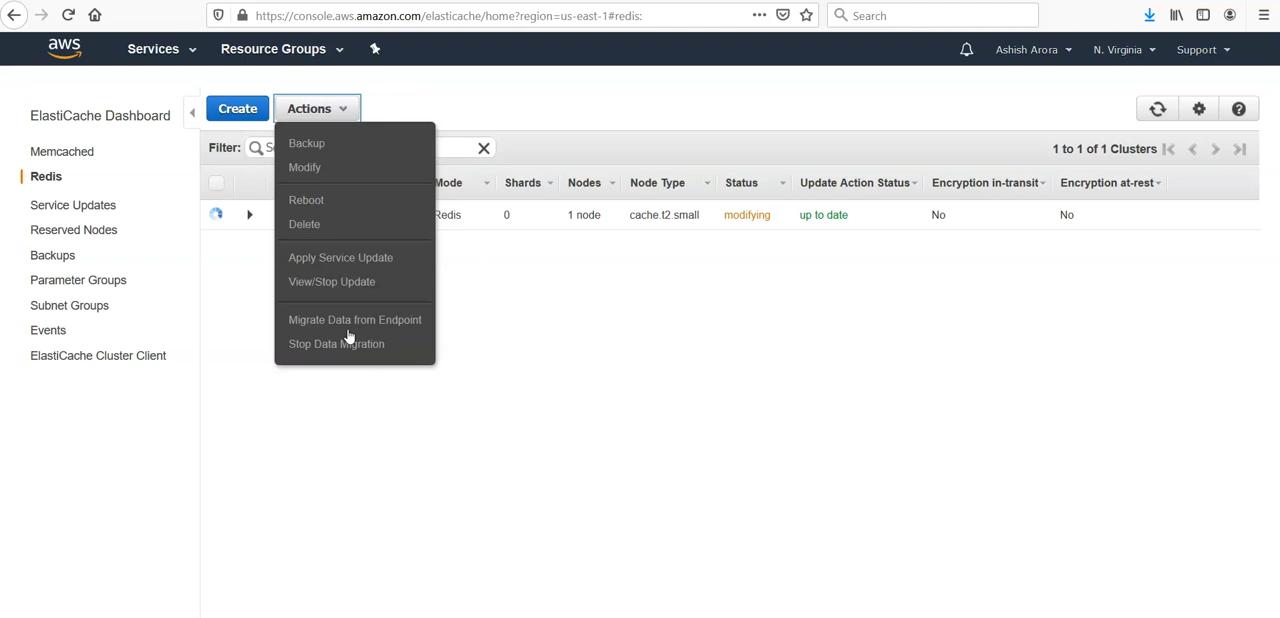 https://console.aws.amazon.com/elasticache/home?region=us-east-1#redis:
Search
aws
Services
Resource Groups
Ashish Arora
N. Virginia
Support
ElastiCache Dashboard
Memcached
Redis
Service Updates
Reserved Nodes
Backups
Parameter Groups
Subnet Groups
Events
ElastiCache Cluster Client
Create
Actions
Filter:
1 to 1 of 1 Clusters
Mode Shards Nodes Node Type Status Update Action Status Encryption in-transit Encryption at-rest
Redis 0 1 node cache.t2.small modifying up to date No No
Backup
Modify
Reboot
Delete
Apply Service Update
View/Stop Update
Migrate Data from Endpoint
Stop Data Migration